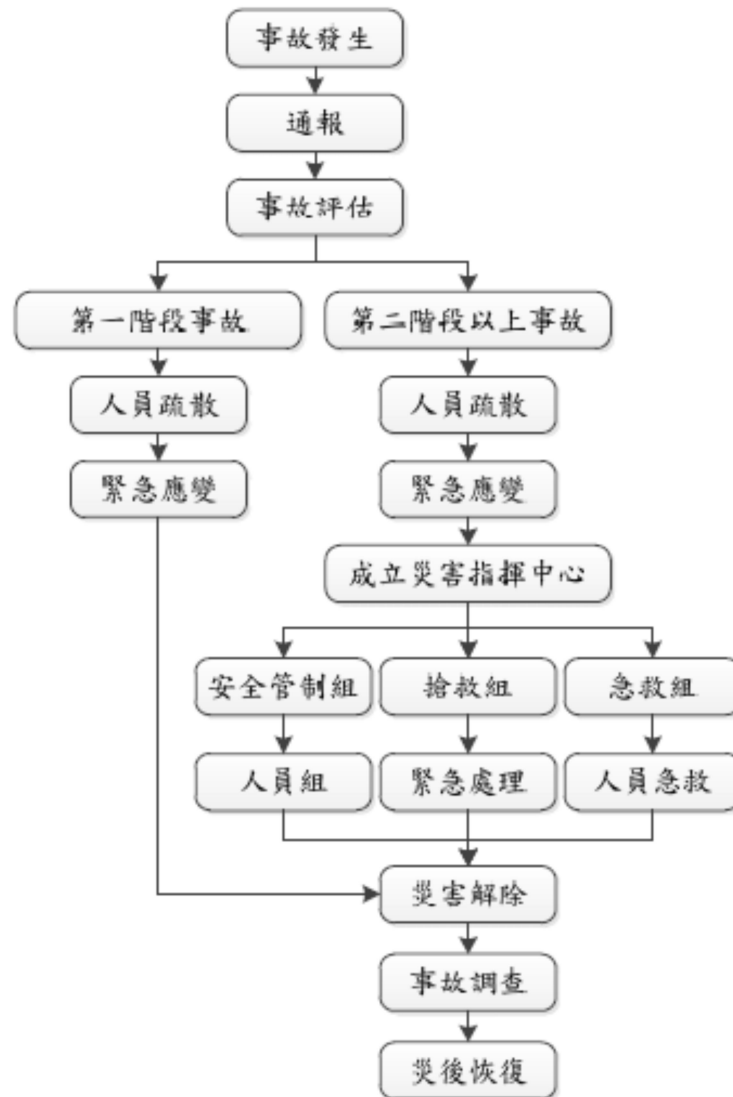 事故發生
通報
事故評估
第一階段事故
第二階段以上事故
人員疏散
人員疏散
緊急應變
緊急應變
成立災害指揮中心
安全管制組
搶救組
急救組
人員組
緊急處理
人員急救
災害解除
事故調查
災後恢復